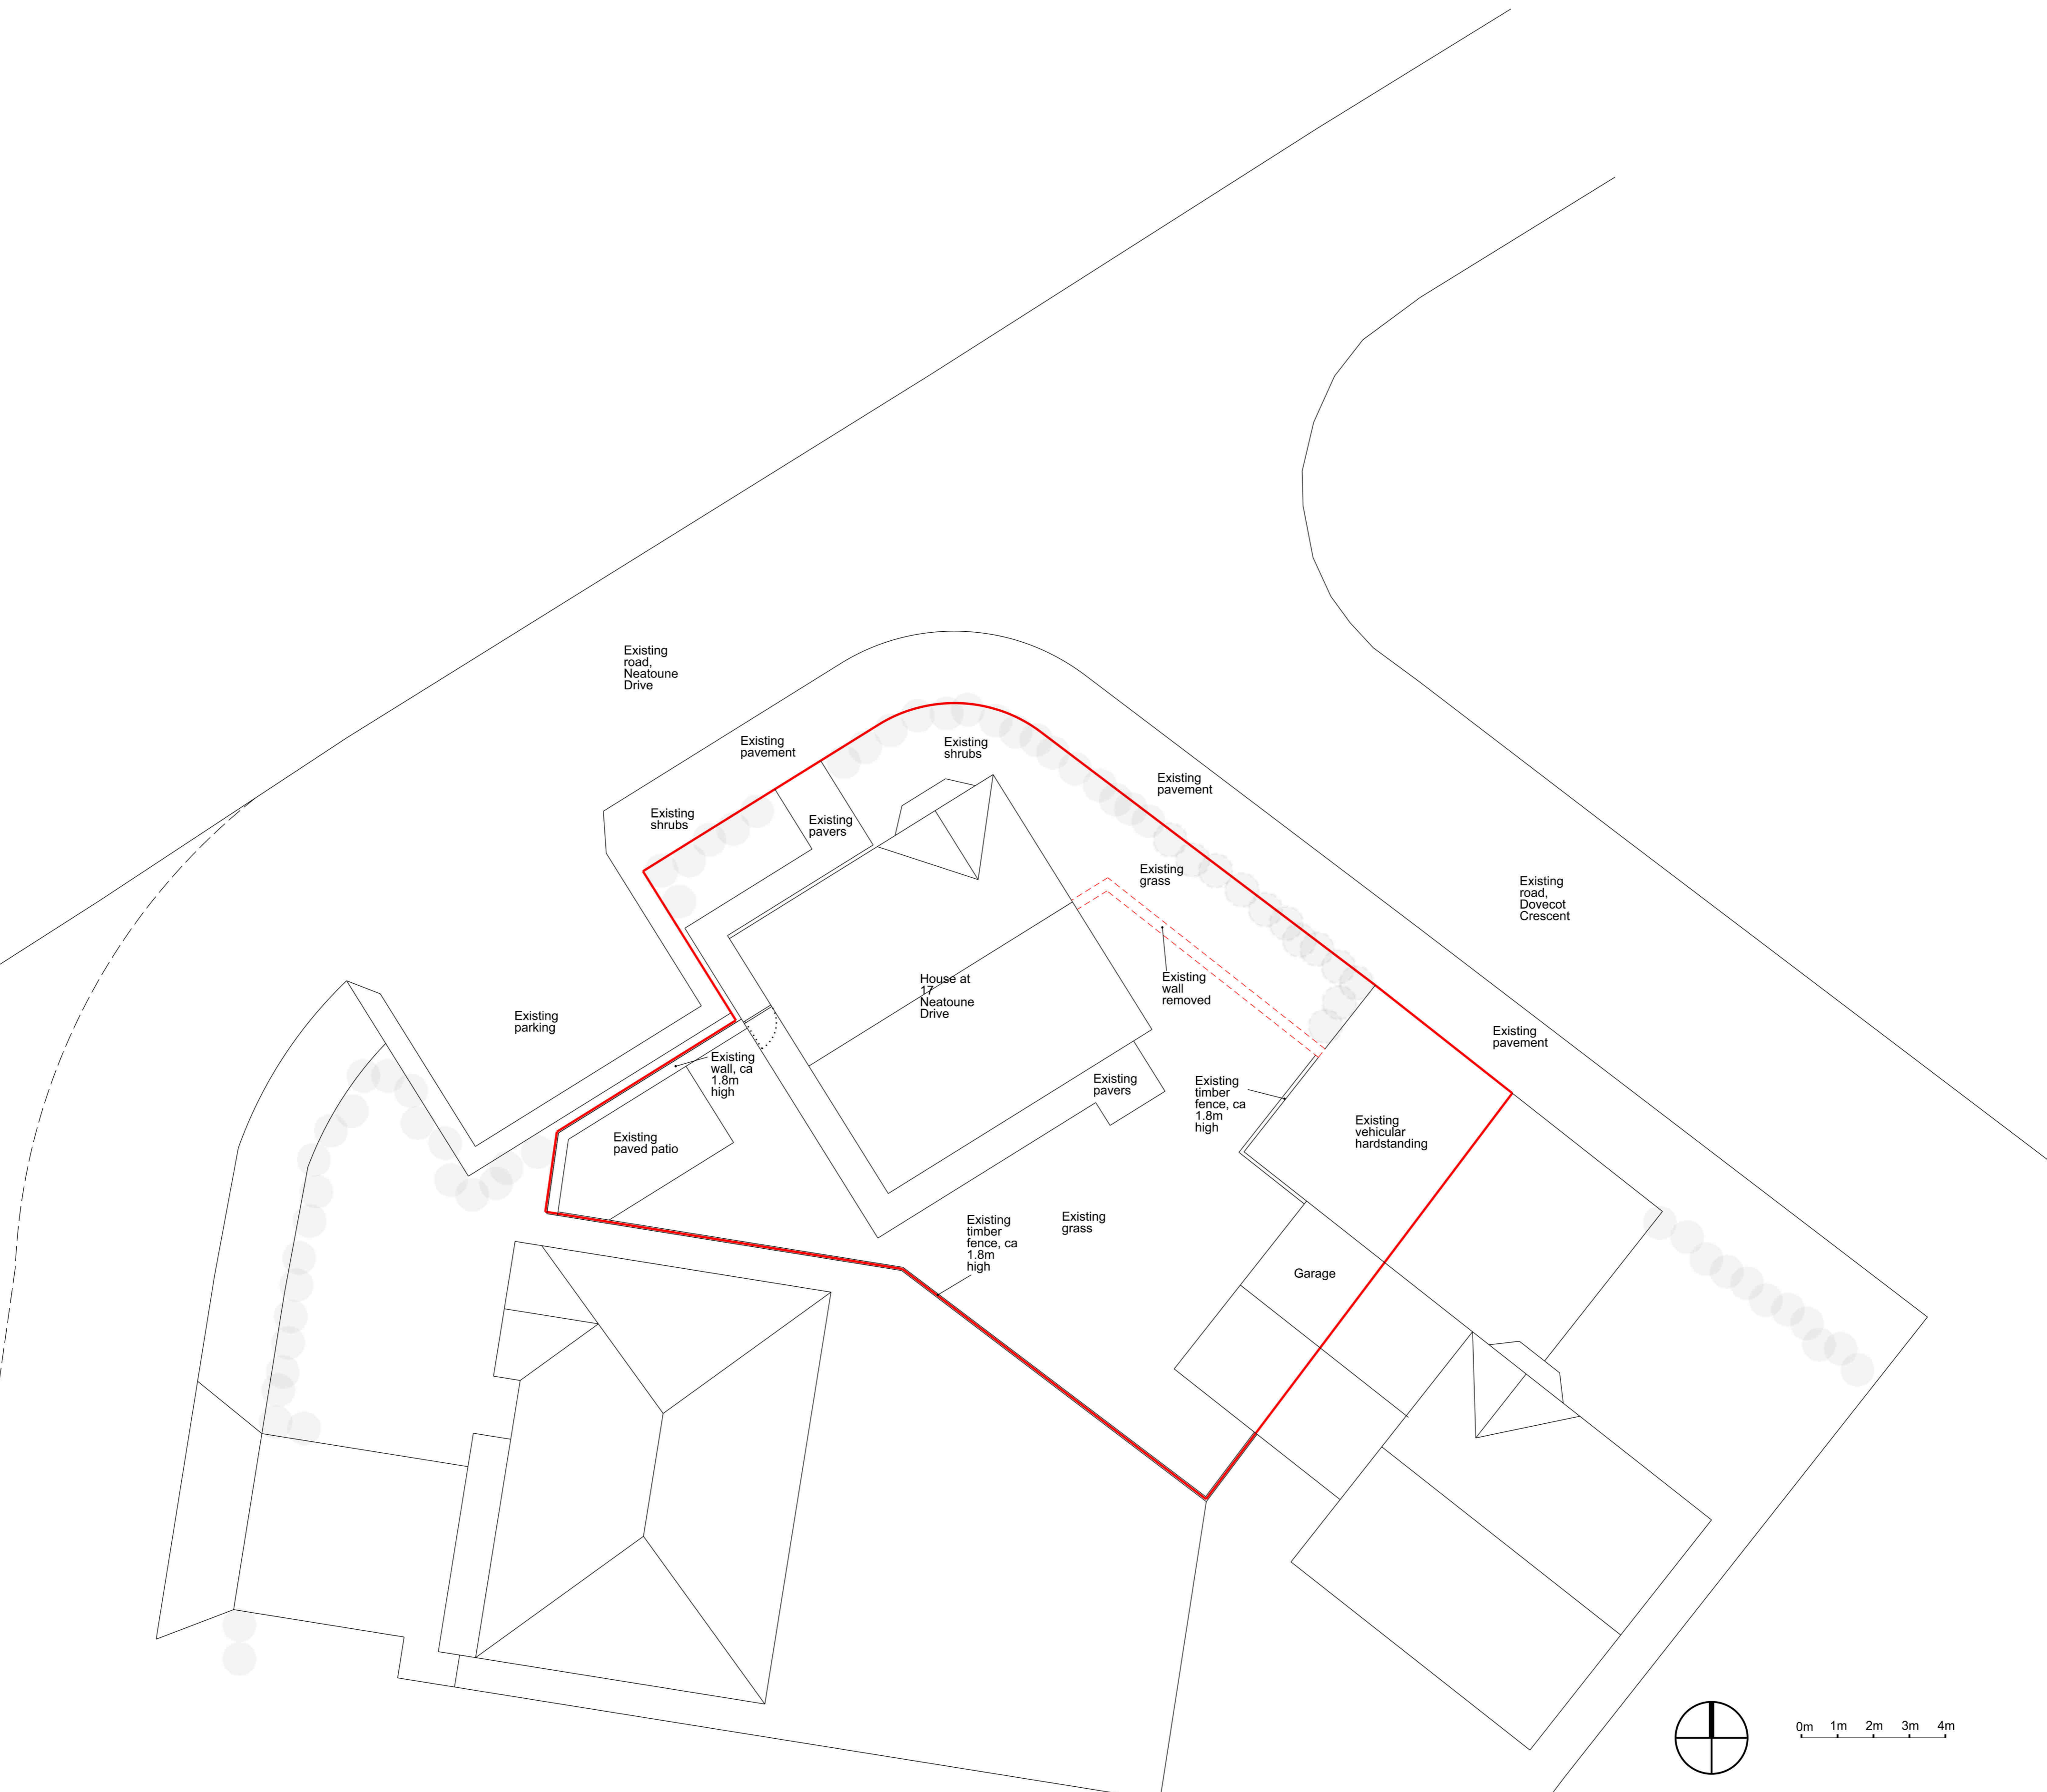 Existing
road,
Neatoune
Drive
Existing
pavement
Existing
shrubs
Existing
pavement
Existing
shrubs
Existing
pavers
Existing
grass
Existing
road,
Dovecot
Crescent
House at
17
Neatoune
Drive
Existing
wall
removed
Existing
parking
Existing
pavement
Existing
wall, ca
1.8m
high
Existing
pavers
Existing
timber
fence, ca
1.8m
high
Existing
vehicular
hardstanding
Existing
paved patio
Existing
timber
fence, ca
1.8m
high
Existing
grass
Garage
0m 1m 2m 3m 4m